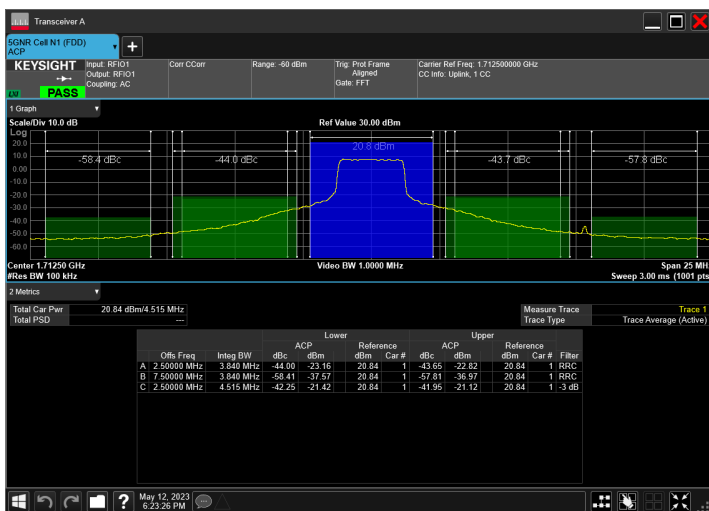 Transceiver A
5GNR Cell N1 (FDD)
ACP
+
KEYSIGHT
LXI
PASS
Input: RFIO1
Output: RFIO1
Coupling: AC
Corr CCorr
Range: -60 dBm
Trig: Prot Frame
Aligned
Gate: FFT
Carrier Ref Freq: 1.712500000 GHz
CC Info: Uplink, 1 CC
1 Graph
Scale/Div 10.0 dB
Ref Value 30.00 dBm
Log
20.0
10.0
0.00
-10.0
-20.0
-30.0
-40.0
-50.0
-60.0
-58.4 dBc
-44.0 dBc
20.8 dBm
-43.7 dBc
-57.8 dBc
Center 1.71250 GHz
Video BW 1.0000 MHz
Span 25 MH
#Res BW 100 kHz
Sweep 3.00 ms (1001 pts
2 Metrics
Total Car Pwr 20.84 dBm/4.515 MHz
Total PSD ---
Measure Trace Trace 1
Trace Type Trace Average (Active)
Lower Upper
ACP Reference ACP Reference
Offs Freq Integ BW dBc dBm dBm Car # dBc dBm dBm Car # Filter
A 2.50000 MHz 3.840 MHz -44.00 -23.16 20.84 1 -43.65 -22.82 20.84 1 RRC
B 7.50000 MHz 3.840 MHz -58.41 -37.57 20.84 1 -57.81 -36.97 20.84 1 RRC
C 2.50000 MHz 4.515 MHz -42.25 -21.42 20.84 1 -41.95 -21.12 20.84 1 -3 dB
?
May 12, 2023
6:23:26 PM